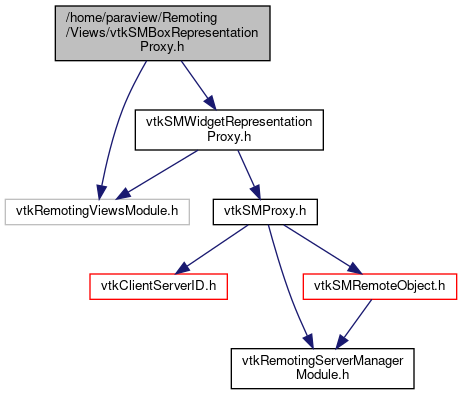 /home/paraview/Remoting
/Views/vtkSMBoxRepresentation
Proxy.h
vtkSMWidgetRepresentation
Proxy.h
vtkRemotingViewsModule.h
vtkSMProxy.h
vtkClientServerID.h
vtkSMRemoteObject.h
vtkRemotingServerManager
Module.h